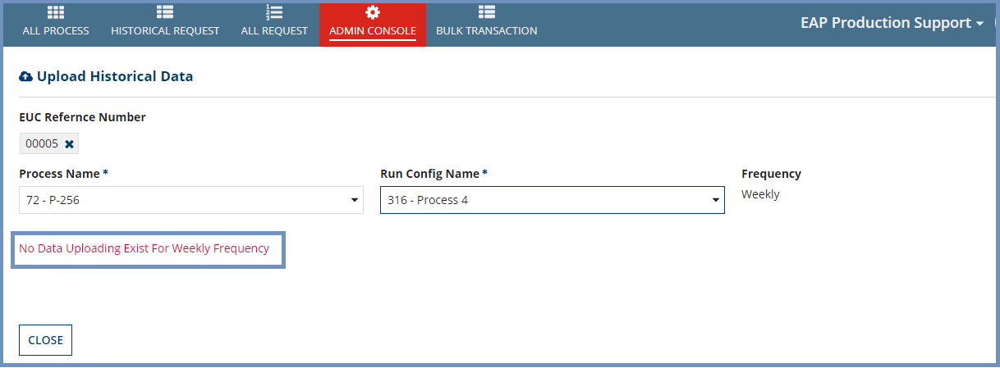 ALL PROCESS
HISTORICAL REQUEST
ALL REQUEST
ADMIN CONSOLE
BULK TRANSACTION
EAP Production Support
Upload Historical Data
EUC Refernce Number
00005
Process Name *
Run Config Name *
Frequency
72 - P-256
316 - Process 4
Weekly
No Data Uploading Exist For Weekly Frequency
CLOSE